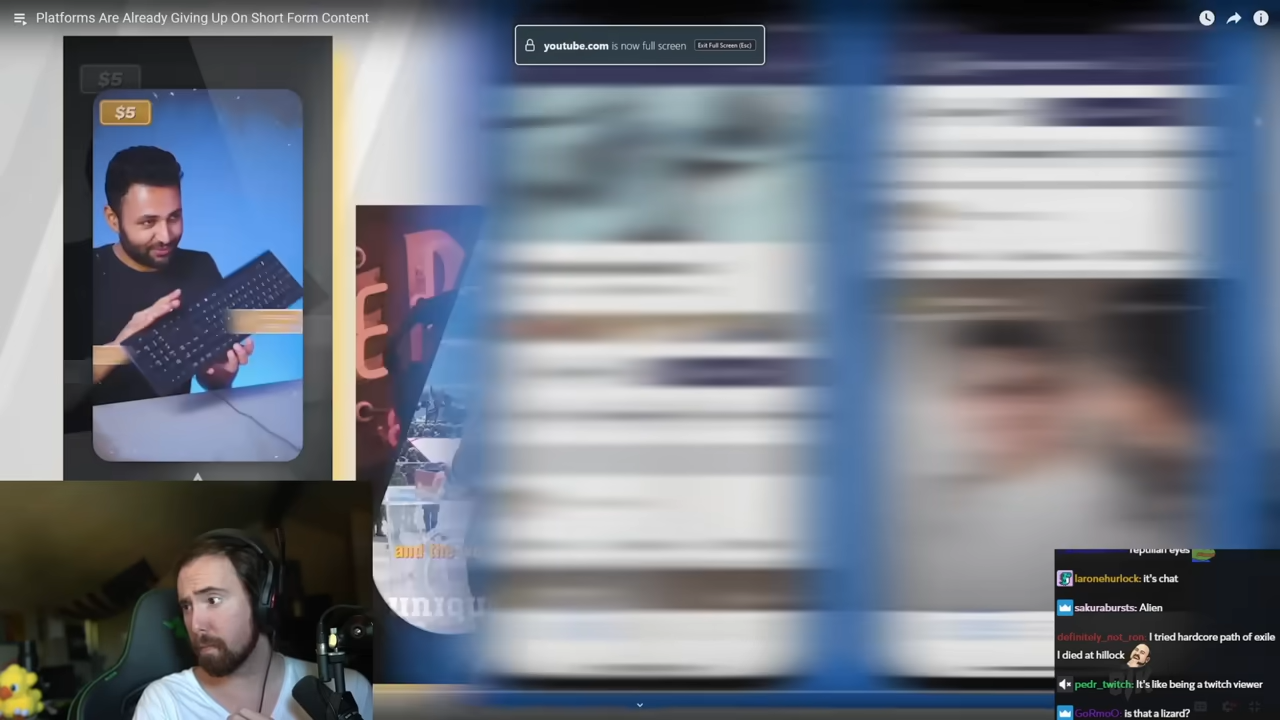 Platforms Are Already Giving Up On Short Form Content
youtube.com is now full screen
Exit Full Screen (Esc)
$5
$5
and the
reptilian eyes
laronehurlock: it's chat
sakurabursts: Alien
definitely_not_ron: I tried hardcore path of exile
I died at hillock
pedr_twitch: It's like being a twitch viewer
GoRmoO: is that a lizard?